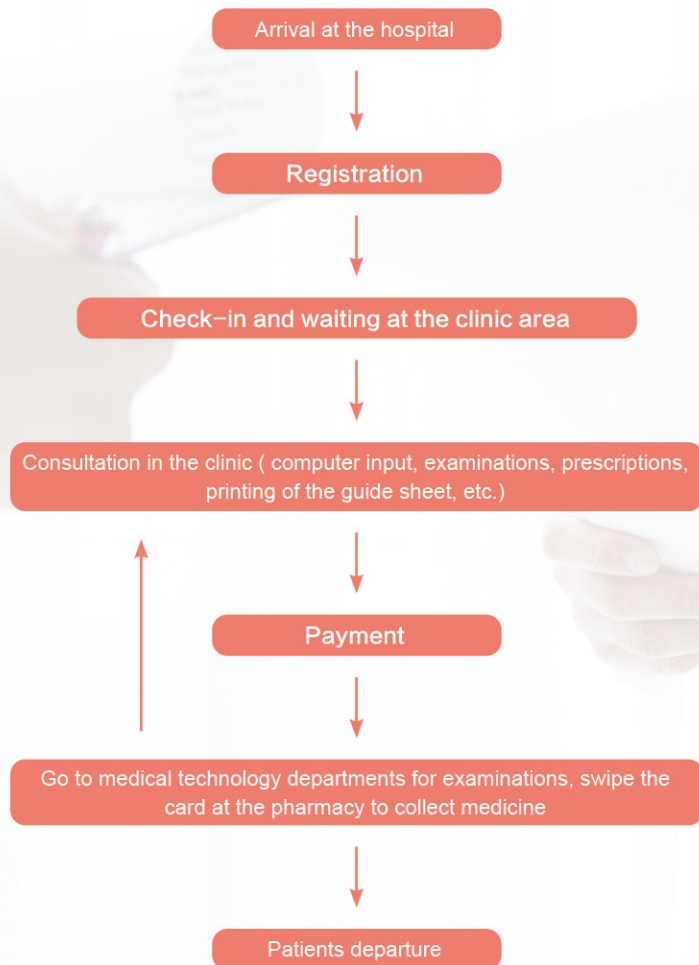 Arrival at the hospital
Registration
Check-in and waiting at the clinic area
Consultation in the clinic ( computer input, examinations, prescriptions,
printing of the guide sheet, etc.)
Payment
Go to medical technology departments for examinations, swipe the
card at the pharmacy to collect medicine
Patients departure